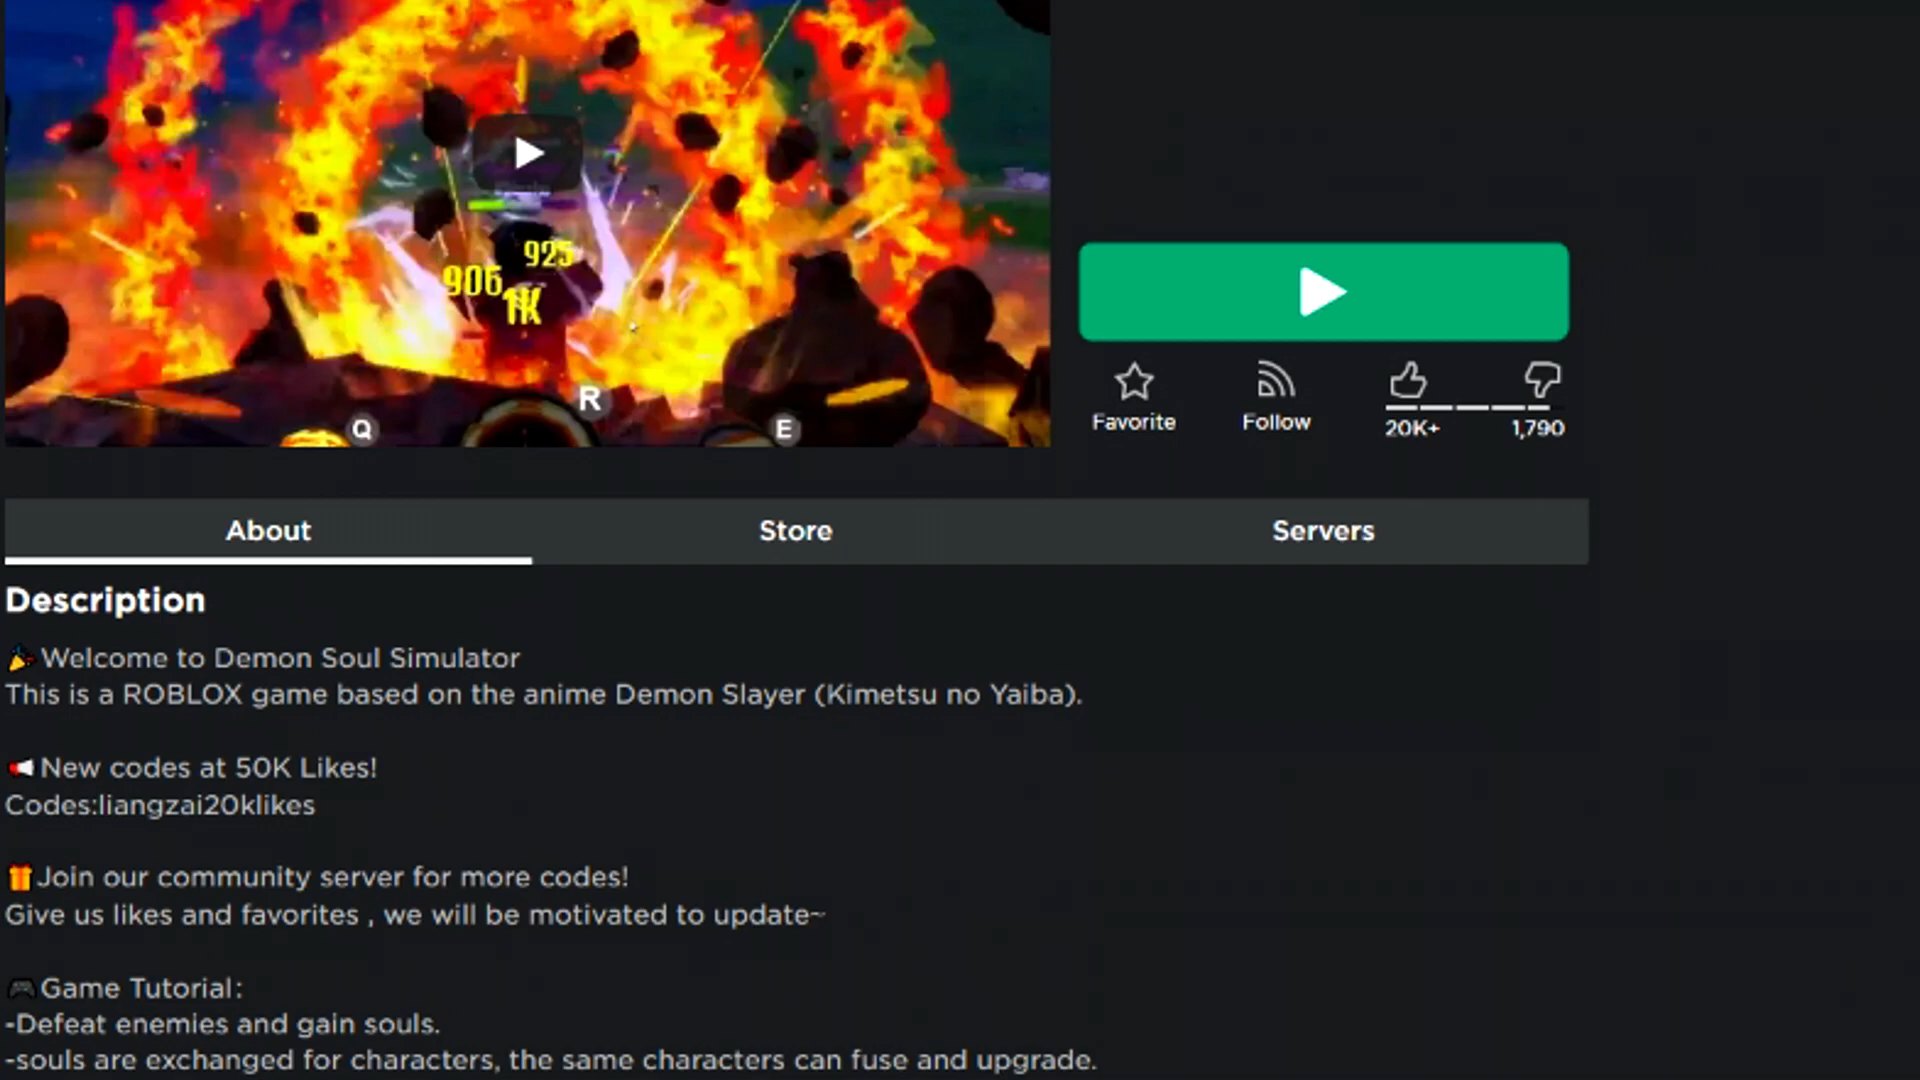 925
906
1K
R
Q
E
Favorite
Follow
20K+
1,790
About
Store
Servers
Description
Welcome to Demon Soul Simulator
This is a ROBLOX game based on the anime Demon Slayer (Kimetsu no Yaiba).
New codes at 50K Likes!
Codes:liangzai20klikes
Join our community server for more codes!
Give us likes and favorites , we will be motivated to update~
Game Tutorial:
-Defeat enemies and gain souls.
-souls are exchanged for characters, the same characters can fuse and upgrade.